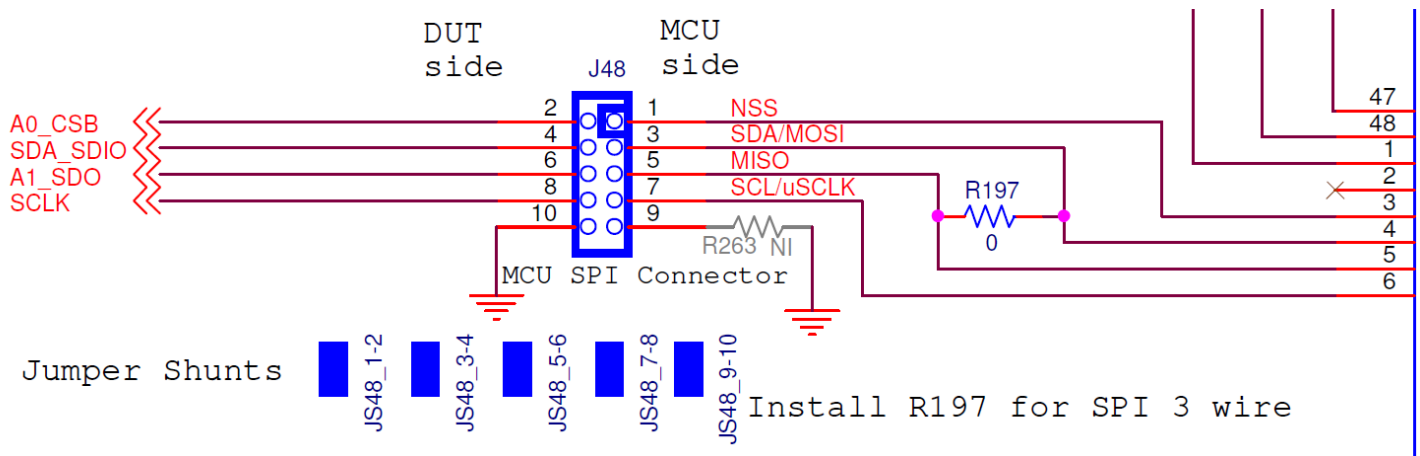 DUT
side
MCU
side
J48
A0_CSB
SDA_SDIO
A1_SDO
SCLK
2
4
6
8
10
1
3
5
7
9
NSS
SDA/MOSI
MISO
SCL/uSCLK
R263 NI
R197
0
47
48
1
2
3
4
5
6
MCU SPI Connector
Jumper Shunts
JS48_1-2
JS48_3-4
JS48_5-6
JS48_7-8
JS48_9-10
Install R197 for SPI 3 wire